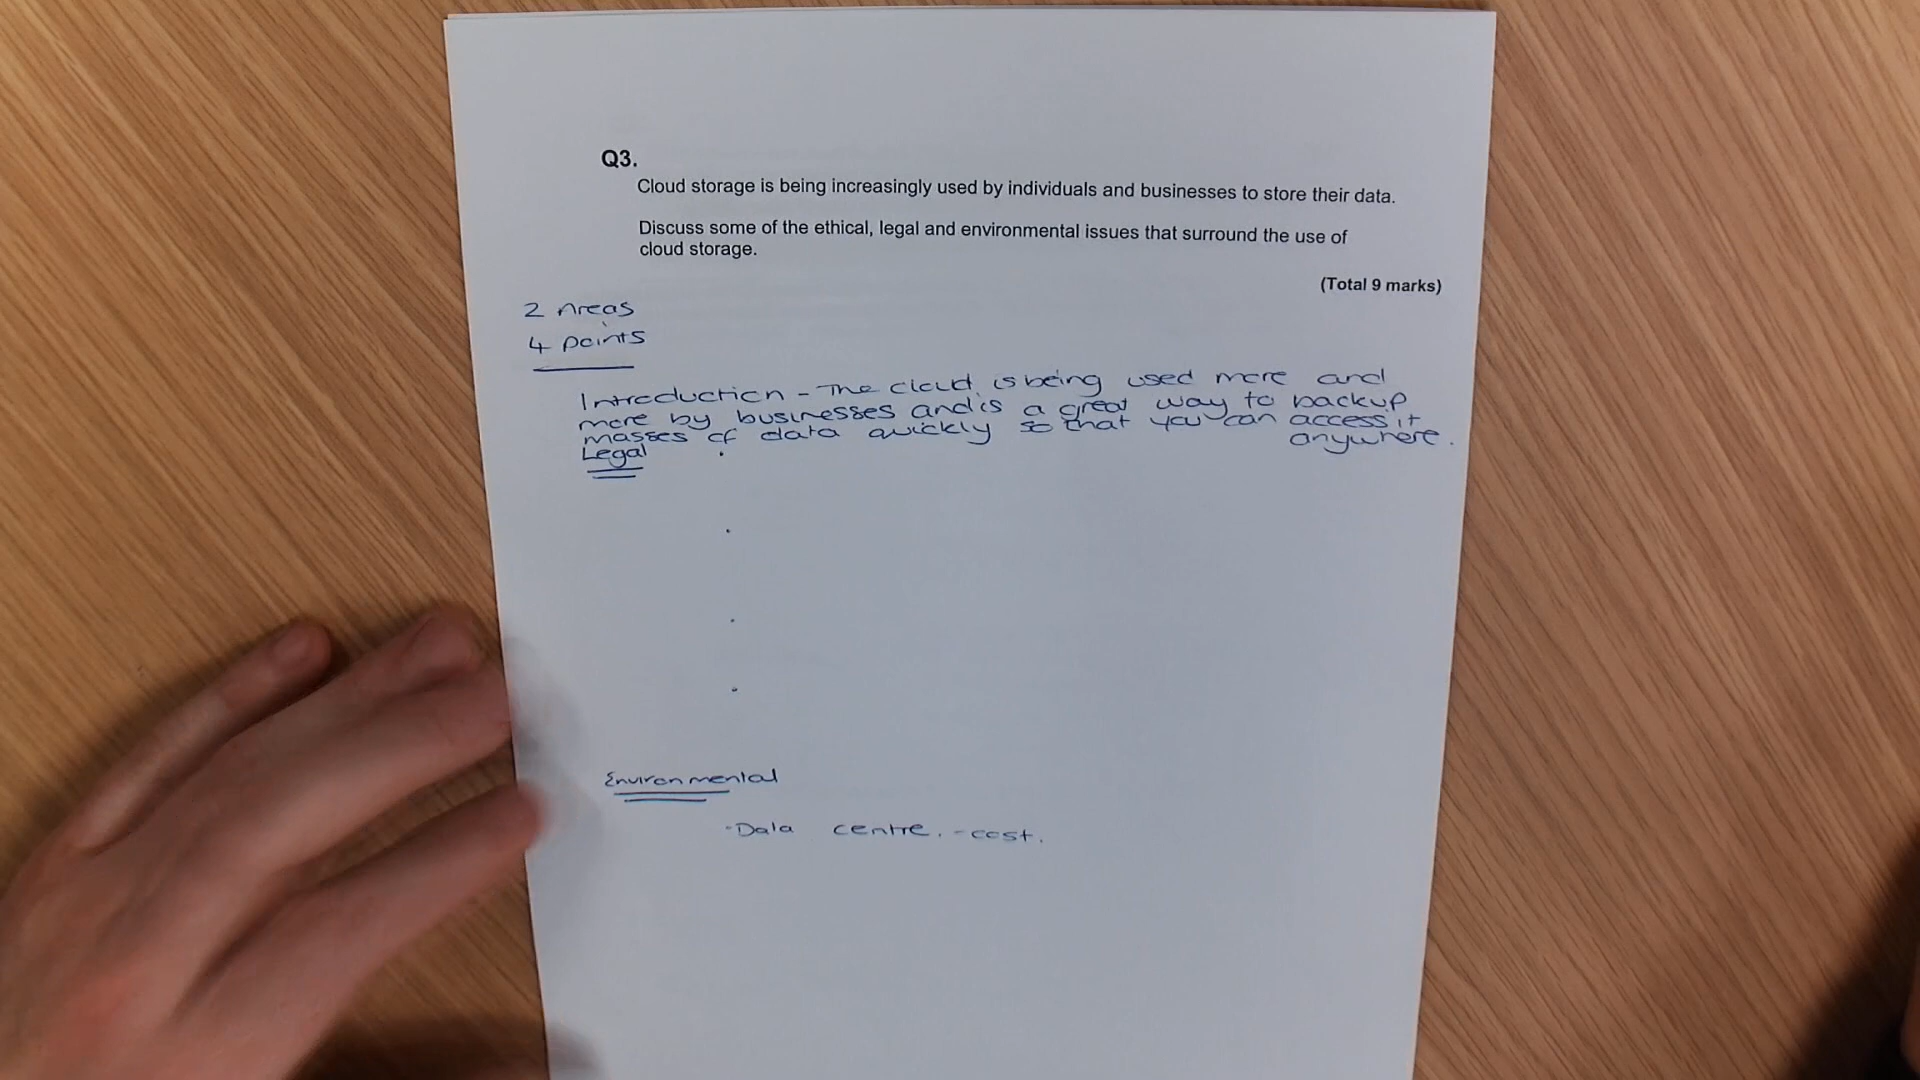 Q3.
Cloud storage is being increasingly used by individuals and businesses to store their data.
Discuss some of the ethical, legal and environmental issues that surround the use of
cloud storage.
(Total 9 marks)
2 Areas
4 points
Introduction - The cloud is being used more and
more by businesses and is a great way to backup
masses of data quickly so that you can access it
anywhere.
Legal
Environmental
- Data centre. - cost.